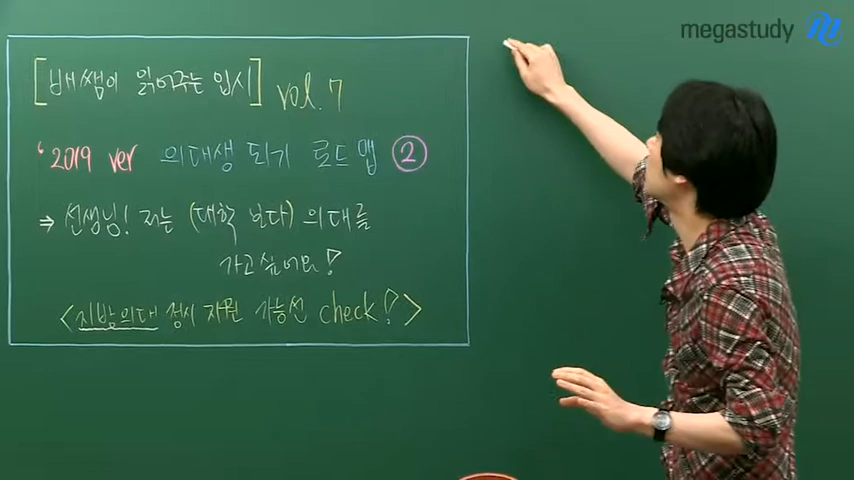 megastudy
[배쌤이 읽어주는 입시] vol.7
'2019 ver 의대생 되기 로드맵 ②
⇒ 선생님! 저는 (대학 보다) 의대를
가고싶어요!
<지방의대 정시 지원 가능선 check!>